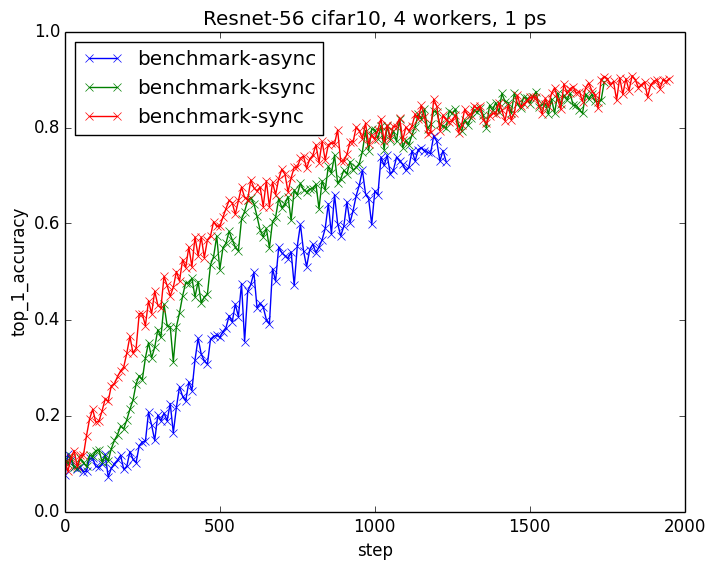 Resnet-56 cifar10, 4 workers, 1 ps
1.0
benchmark-async
benchmark-ksync
benchmark-sync
0.8
0.6
top_1_accuracy
0.4
0.2
0.0
0 500 1000 1500 2000
step